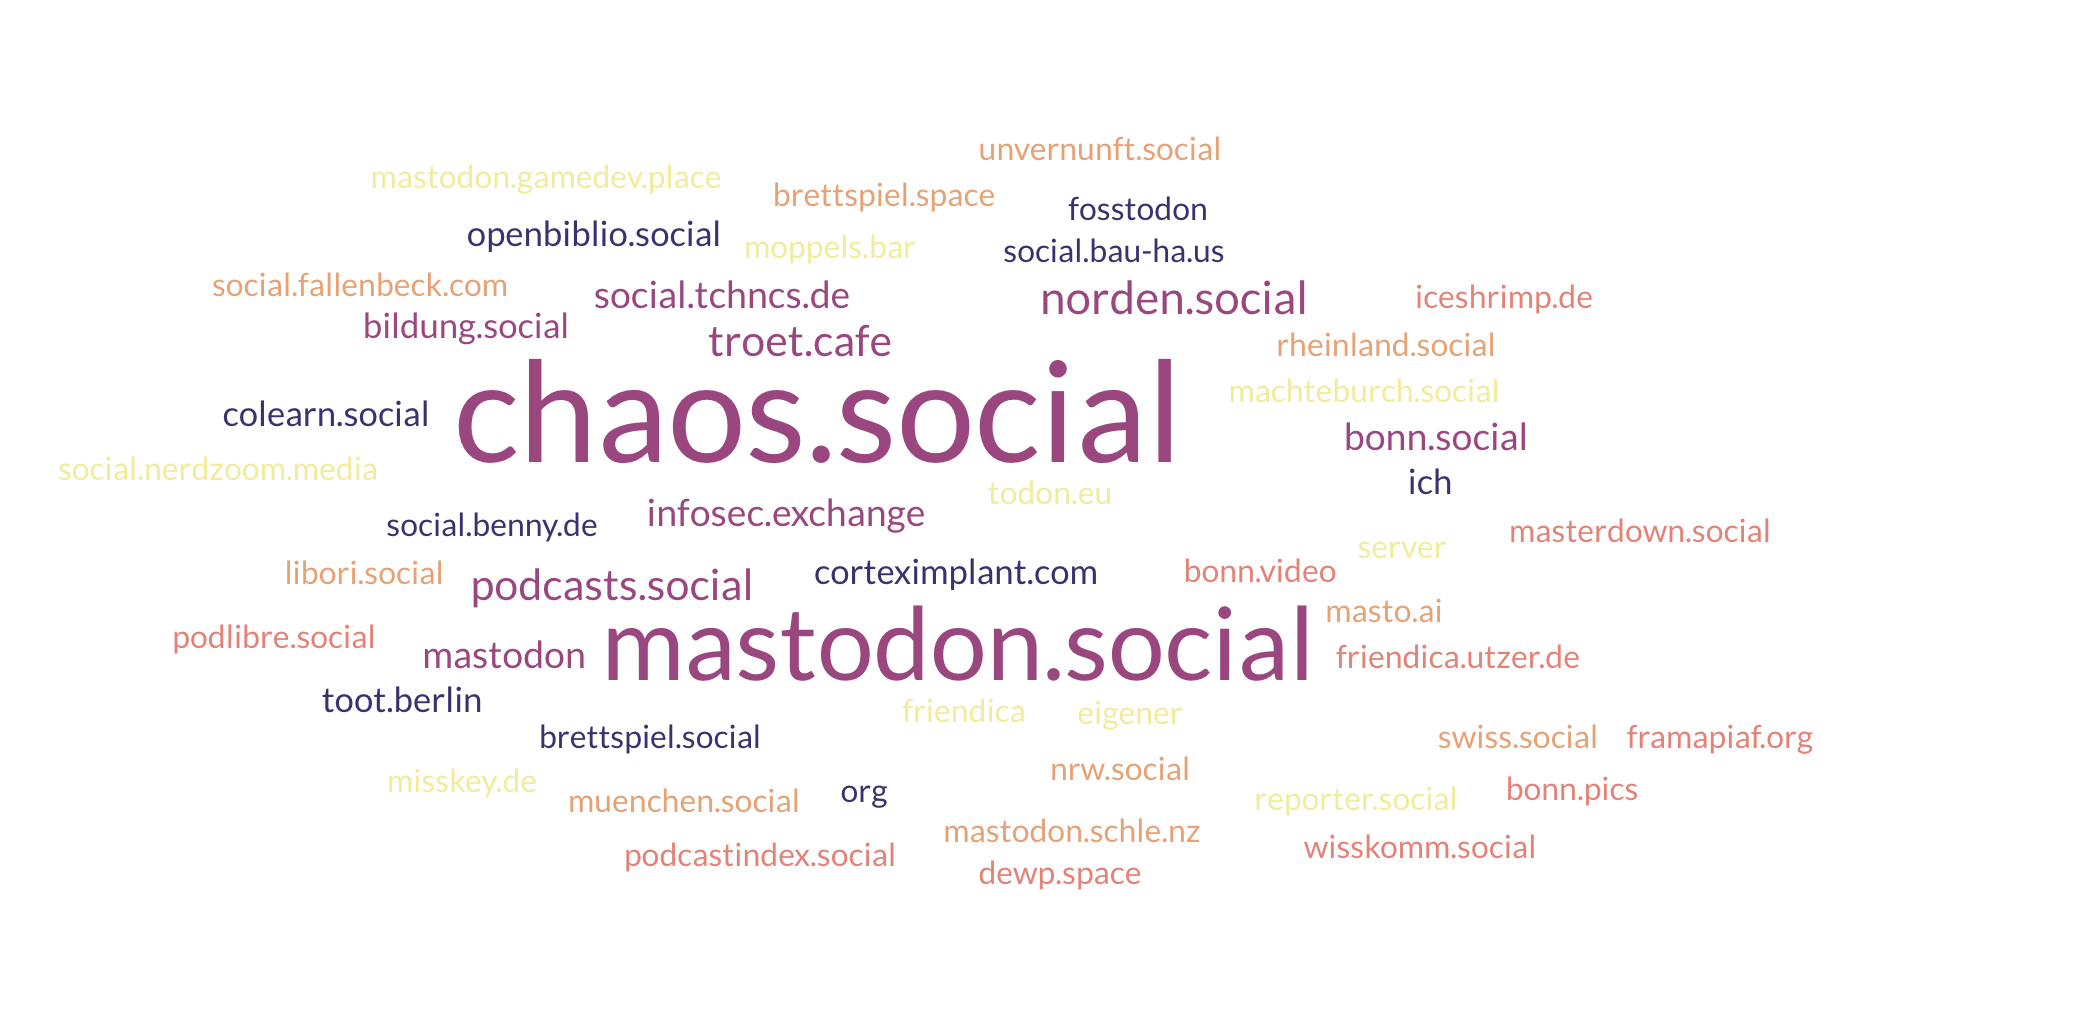 unvernunft.social
mastodon.gamedev.place
brettspiel.space
fosstodon
openbiblio.social
moppels.bar
social.bau-ha.us
social.fallenbeck.com
social.tchncs.de
norden.social
iceshrimp.de
bildung.social
troet.cafe
rheinland.social
machteburch.social
colearn.social
chaos.social
bonn.social
social.nerdzoom.media
ich
todon.eu
infosec.exchange
social.benny.de
masterdown.social
server
libori.social
podcasts.social
corteximplant.com
bonn.video
masto.ai
podlibre.social
mastodon
mastodon.social
friendica.utzer.de
toot.berlin
friendica
eigener
brettspiel.social
swiss.social
framapiaf.org
misskey.de
nrw.social
muenchen.social
org
reporter.social
bonn.pics
mastodon.schle.nz
podcastindex.social
wisskomm.social
dewp.space